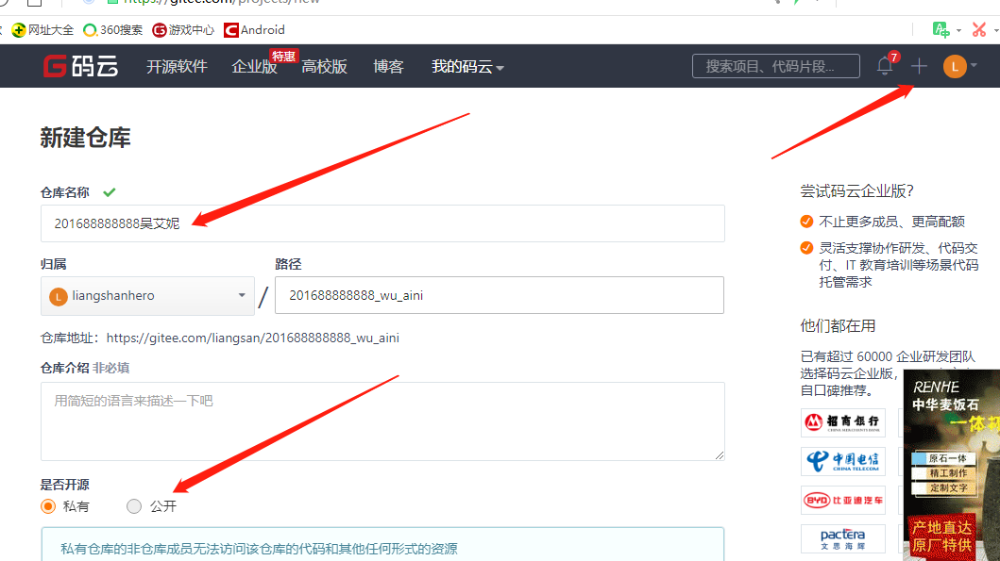 https://gitee.com/projects/new
网址大全 360搜索 游戏中心 Android
码云 开源软件 企业版 特惠 高校版 博客 我的码云 搜索项目、代码片段... 7 L
新建仓库
仓库名称
201688888888吴艾妮
归属 路径
L liangshanhero / 201688888888_wu_aini
仓库地址：https://gitee.com/liangsan/201688888888_wu_aini
仓库介绍 非必填
用简短的语言来描述一下吧
是否开源
私有 公开
私有仓库的非仓库成员无法访问该仓库的代码和其他任何形式的资源
尝试码云企业版?
不止更多成员、更高配额
灵活支撑协作研发、代码交
付、IT 教育培训等场景代码
托管需求
他们都在用
已有超过 60000 企业研发团队
选择码云企业版，
自口碑推荐。
招商银行
CHINA MERCHANTS BANK
中国电信
CHINA TELECOM
BYD 比亚迪汽车
pactera
文思海辉
RENHE
中华麦饭石
一体
原石一体
精工制作
定制文字
产地直达
原厂特供